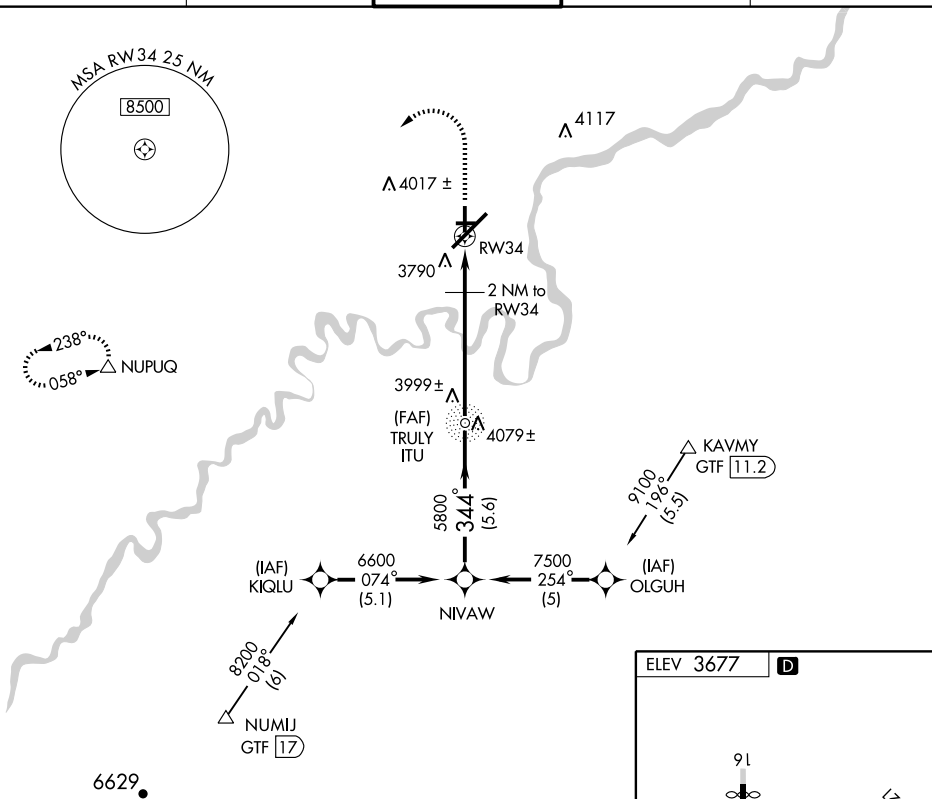 MSA RW34 25 NM
8500
4117
4017 ±
RW34
3790
2 NM to
RW34
238°
058°
NUPUQ
3999±
(FAF)
TRULY
ITU
4079±
KAVMY
GTF 11.2
9100
196°
(5.5)
5800
344°
(5.6)
(IAF)
KIQLU
6600
074°
(5.1)
7500
254°
(5)
(IAF)
OLGUH
NIVAW
8200
018°
(6)
NUMIJ
GTF 17
6629
ELEV 3677
D
16